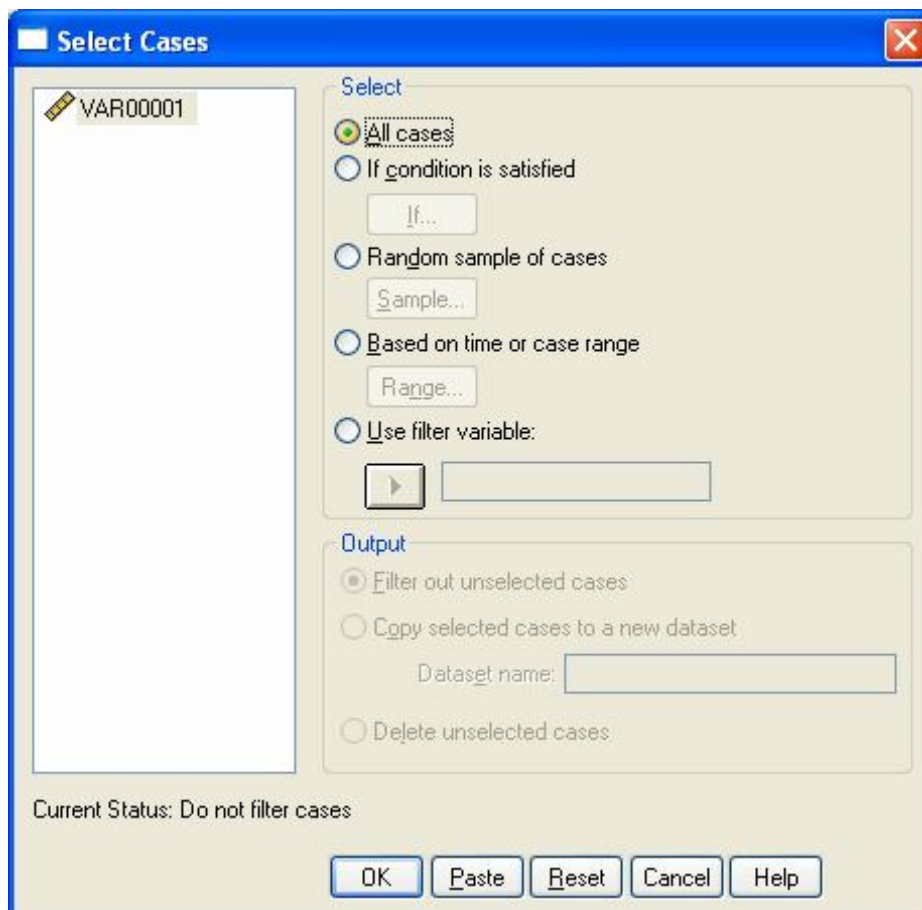 Select Cases
VAR00001
Select
All cases
If condition is satisfied
If...
Random sample of cases
Sample...
Based on time or case range
Range...
Use filter variable:
Output
Filter out unselected cases
Copy selected cases to a new dataset
Dataset name:
Delete unselected cases
Current Status: Do not filter cases
OK Paste Reset Cancel Help